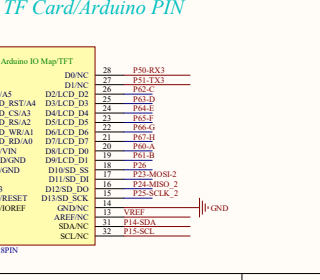 TF Card/Arduino PIN
Arduino IO Map/TFT
D0/NC 28 P50-RX3
D1/NC 27 P51-TX3
/A5 D2/LCD_D2 26 P62-C
D_RST/A4 D3/LCD_D3 25 P63-D
D_CS/A3 D4/LCD_D4 24 P64-E
D_RS/A2 D5/LCD_D5 23 P65-F
D_WR/A1 D6/LCD_D6 22 P66-G
D_RD/A0 D7/LCD_D7 21 P67-H
/VIN D8/LCD_D0 20 P60-A
D/GND D9/LCD_D1 19 P61-B
/GND D10/SD_SS 18 P26
D11/SD_DI 17 P23-MOSI-2
3 D12/SD_DO 16 P24-MISO_2
/RESET D13/SD_SCK 15 P25-SCLK_2
/IOREF GND/NC 14 GND
AREF/NC 13 VREF
SDA/NC 31 P14-SDA
SCL/NC 32 P15-SCL
8PIN